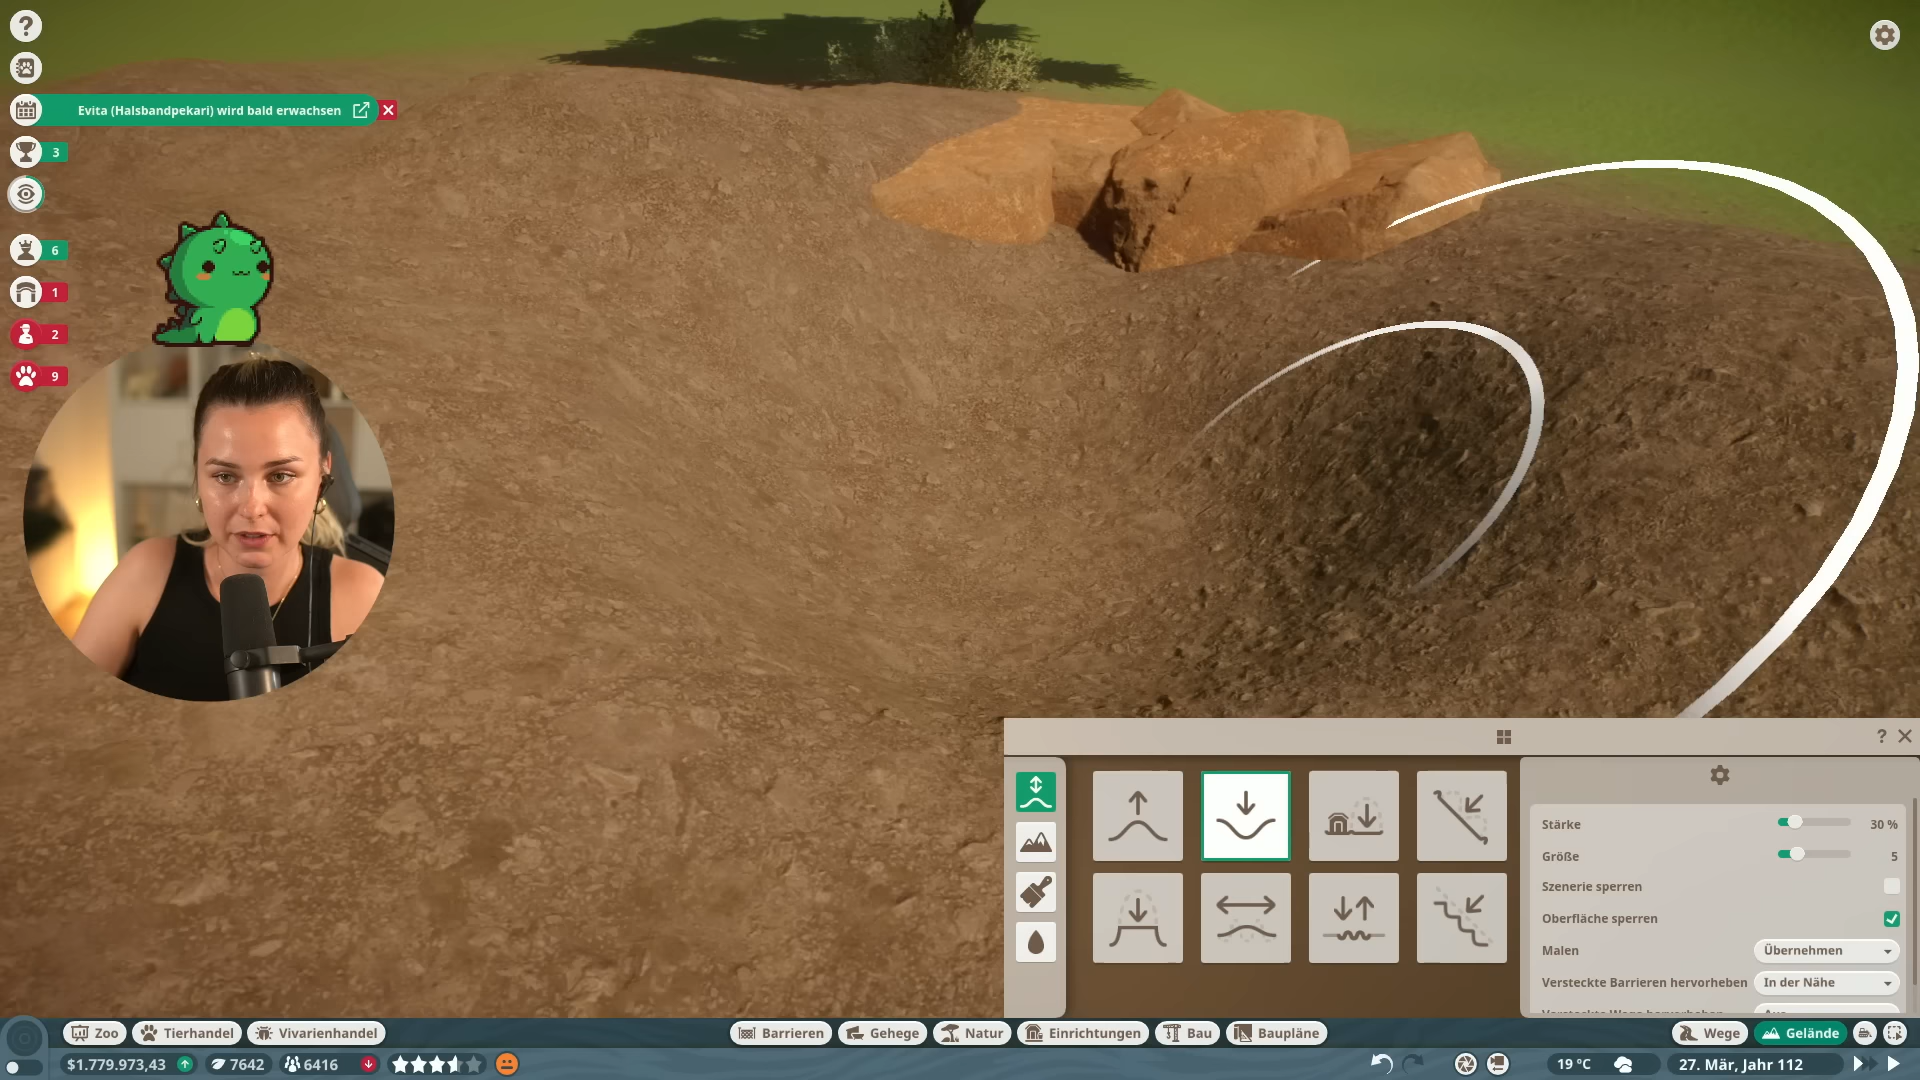 ?
Evita (Halsbandpekari) wird bald erwachsen
3
6
1
2
9
?
Stärke
30 %
Größe
5
Szenerie sperren
Oberfläche sperren
Malen
Übernehmen
Versteckte Barrieren hervorheben
In der Nähe
Zoo
Tierhandel
Vivarienhandel
Barrieren
Gehege
Natur
Einrichtungen
Bau
Baupläne
Wege
Gelände
$1.779.973,43
7642
6416
19 °C
27. Mär, Jahr 112